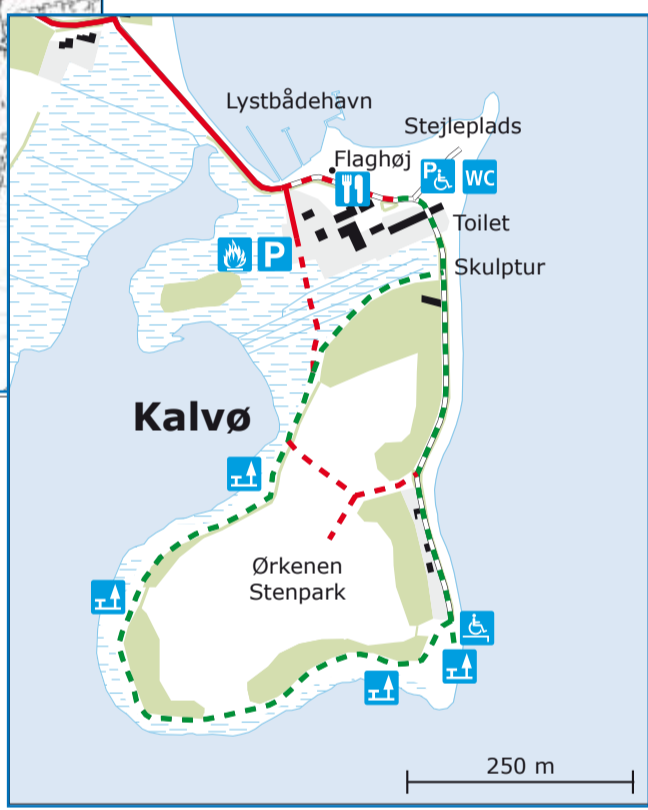 Lystbådehavn
Stejleplads
Flaghøj
P
WC
Toilet
Skulptur
P
Kalvø
Ørkenen
Stenpark
250 m